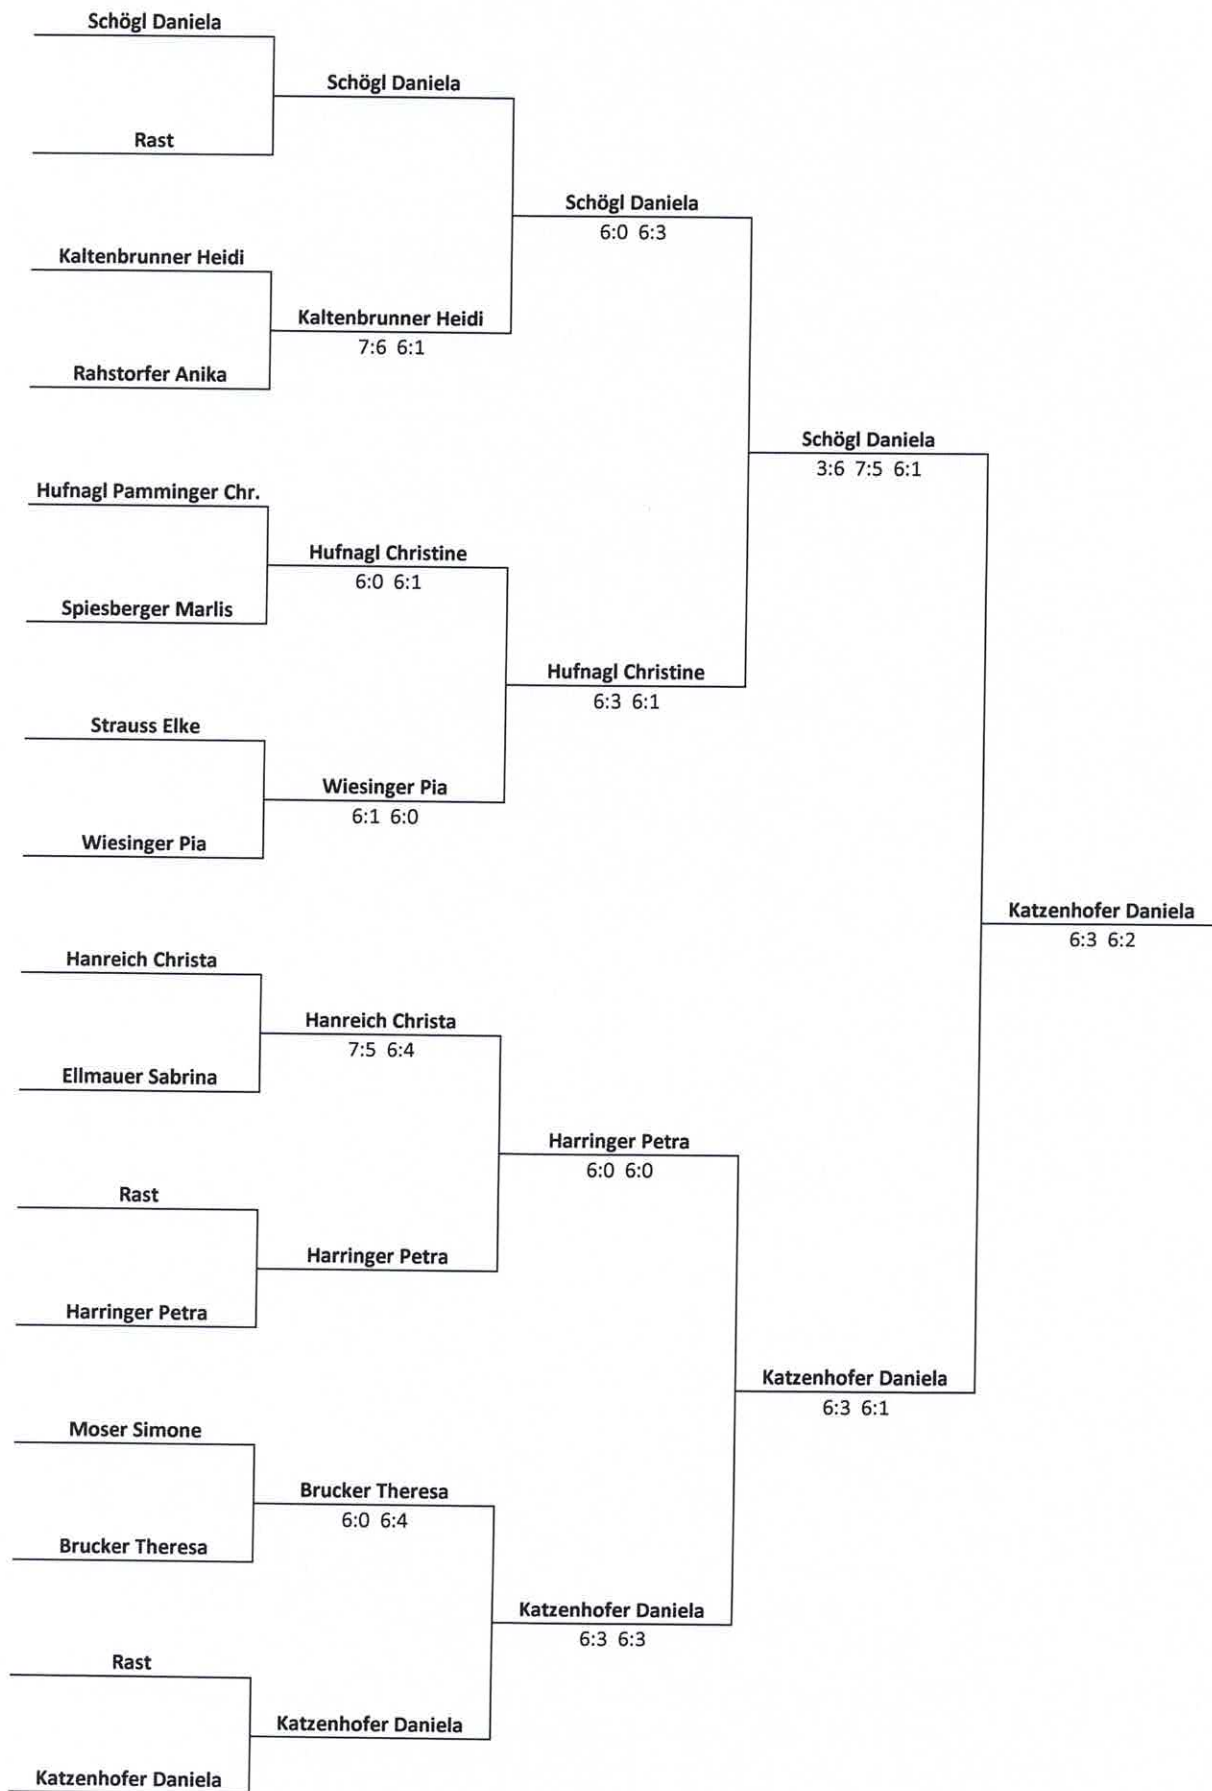 Schögl Daniela
Schögl Daniela
Rast
Schögl Daniela
6:0 6:3
Kaltenbrunner Heidi
Kaltenbrunner Heidi
7:6 6:1
Rahstorfer Anika
Schögl Daniela
3:6 7:5 6:1
Hufnagl Pamminger Chr.
Hufnagl Christine
6:0 6:1
Spiesberger Marlis
Hufnagl Christine
6:3 6:1
Strauss Elke
Wiesinger Pia
6:1 6:0
Wiesinger Pia
Katzenhofer Daniela
6:3 6:2
Hanreich Christa
Hanreich Christa
7:5 6:4
Ellmauer Sabrina
Harringer Petra
6:0 6:0
Rast
Harringer Petra
Harringer Petra
Katzenhofer Daniela
6:3 6:1
Moser Simone
Brucker Theresa
6:0 6:4
Brucker Theresa
Katzenhofer Daniela
6:3 6:3
Rast
Katzenhofer Daniela
Katzenhofer Daniela